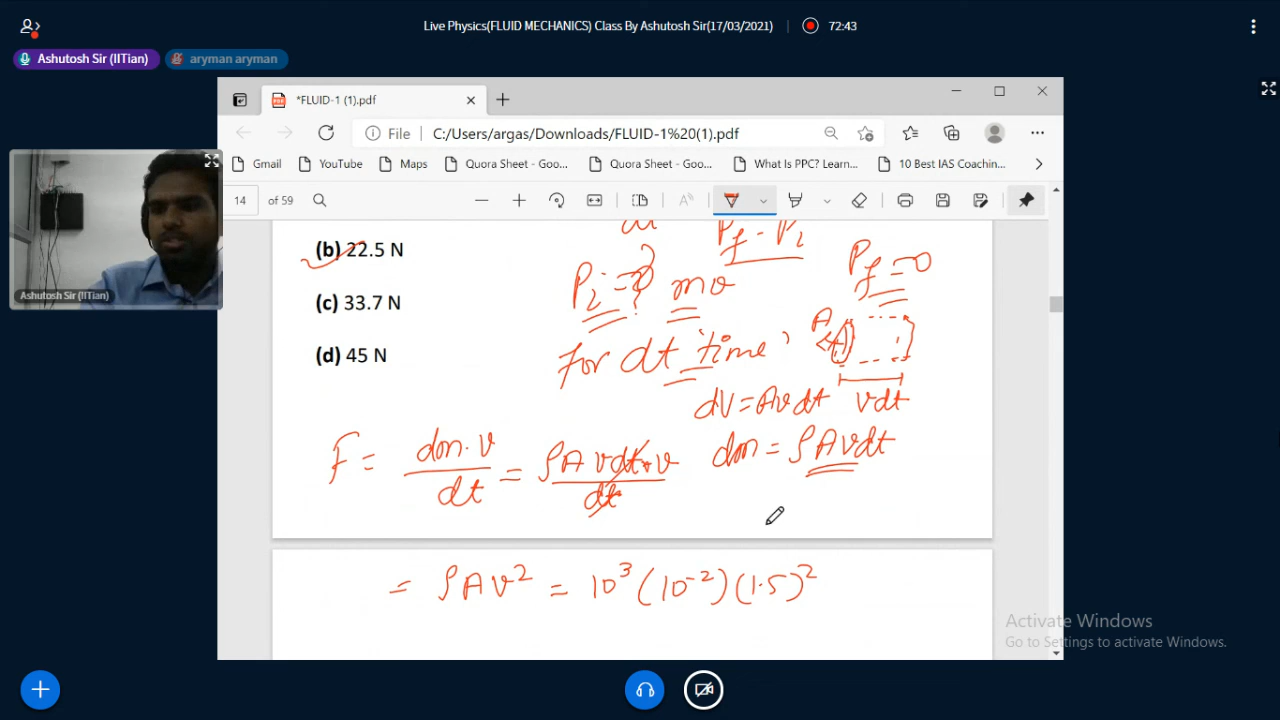 Live Physics(FLUID MECHANICS) Class By Ashutosh Sir(17/03/2021)
72:43
Ashutosh Sir (IITian)
aryman aryman
*FLUID-1 (1).pdf
File
C:/Users/argas/Downloads/FLUID-1%20(1).pdf
Gmail
YouTube
Maps
Quora Sheet - Goo...
Quora Sheet - Goo...
What Is PPC? Learn...
10 Best IAS Coachin...
14
of 59
Ashutosh Sir (IITian)
dt
Pf - Pi
(b) 22.5 N
Pi = ? mv
Pf = 0
(c) 33.7 N
A
for dt time
(d) 45 N
dV = Avdt
vdt
F = dm·v/dt = ρAvdt·v/dt
dm = ρAvdt
= ρAv² = 10³(10⁻²)(1.5)²
Activate Windows
Go to Settings to activate Windows.